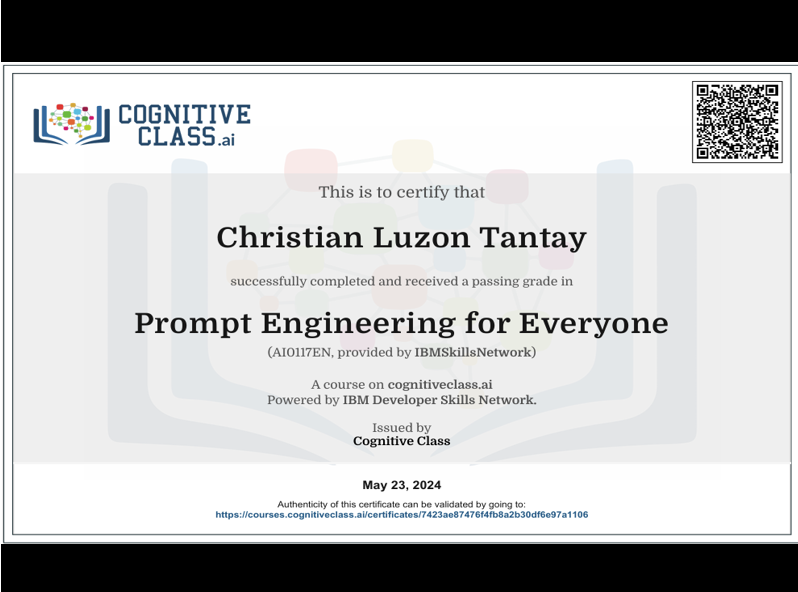 COGNITIVE
CLASS.ai
This is to certify that
Christian Luzon Tantay
successfully completed and received a passing grade in
Prompt Engineering for Everyone
(AI0117EN, provided by IBMSkillsNetwork)
A course on cognitiveclass.ai
Powered by IBM Developer Skills Network.
Issued by
Cognitive Class
May 23, 2024
Authenticity of this certificate can be validated by going to:
https://courses.cognitiveclass.ai/certificates/7423ae87476f4fb8a2b30df6e97a1106